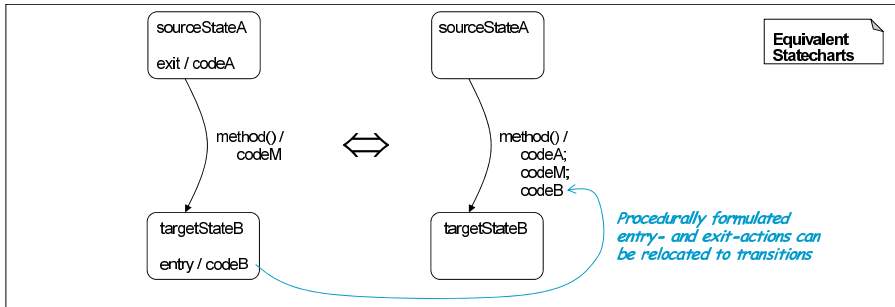 sourceStateA
exit / codeA
method() /
codeM
targetStateB
entry / codeB
sourceStateA
method() /
codeA;
codeM;
codeB
targetStateB
Equivalent
Statecharts
Procedurally formulated
entry- and exit-actions can
be relocated to transitions